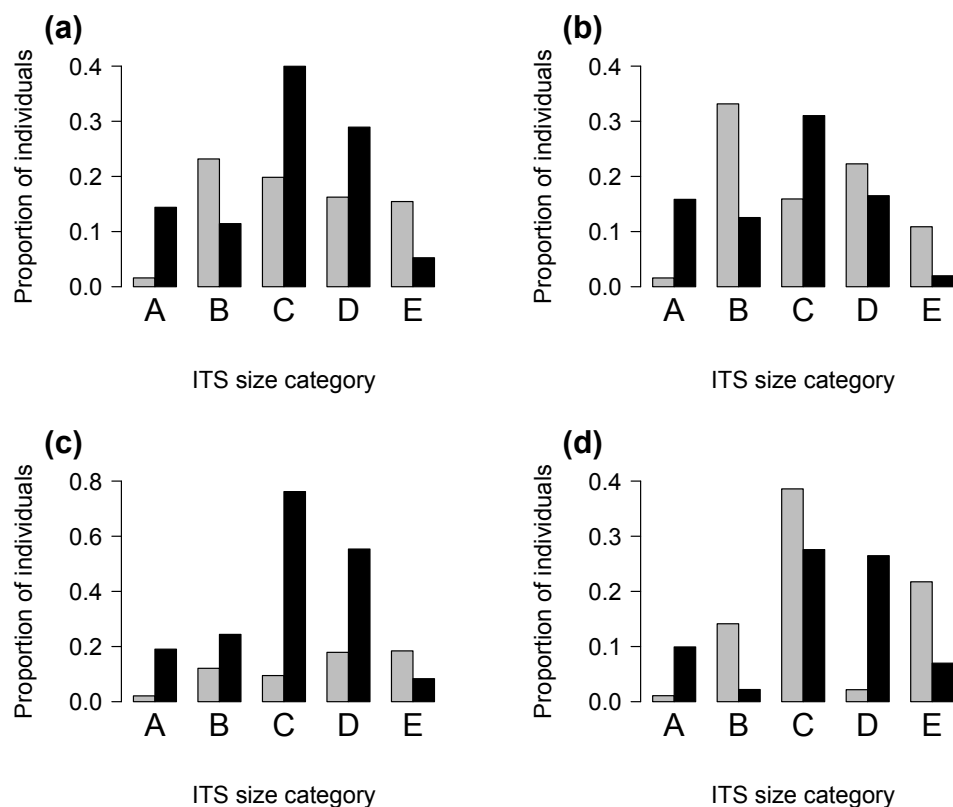 (a)
Proportion of individuals
0.4
0.3
0.2
0.1
0.0
A B C D E
ITS size category
(b)
Proportion of individuals
0.4
0.3
0.2
0.1
0.0
A B C D E
ITS size category
(c)
Proportion of individuals
0.8
0.6
0.4
0.2
0.0
A B C D E
ITS size category
(d)
Proportion of individuals
0.4
0.3
0.2
0.1
0.0
A B C D E
ITS size category